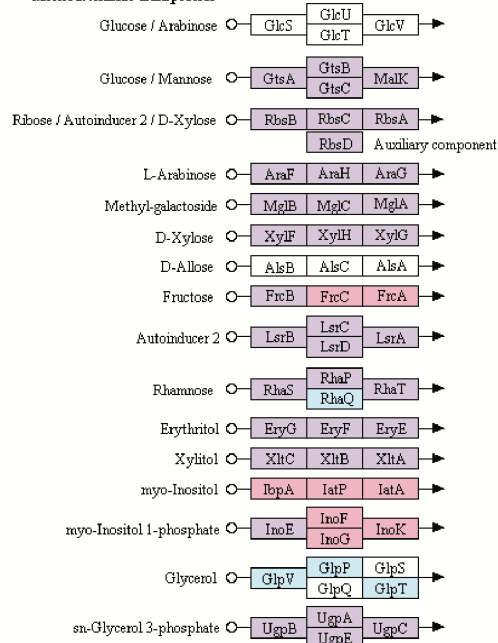 Glucose / Arabinose GlcS GlcU GlcV
GlcT
Glucose / Mannose GtsA GtsB MalK
GtsC
Ribose / Autoinducer 2 / D-Xylose RbsB RbsC RbsA
RbsD Auxiliary component
L-Arabinose AraF AraH AraG
Methyl-galactoside MglB MglC MglA
D-Xylose XylF XylH XylG
D-Allose AlsB AlsC AlsA
Fructose FrcB FrcC FrcA
Autoinducer 2 LsrB LsrC LsrA
LsrD
Rhamnose RhaS RhaP RhaT
RhaQ
Erythritol EryG EryF EryE
Xylitol XltC XltB XltA
myo-Inositol IbpA IatP IatA
myo-Inositol 1-phosphate InoE InoF InoK
InoG
Glycerol GlpV GlpP GlpS
GlpQ GlpT
sn-Glycerol 3-phosphate UgpB UgpA UgpC
UgpE